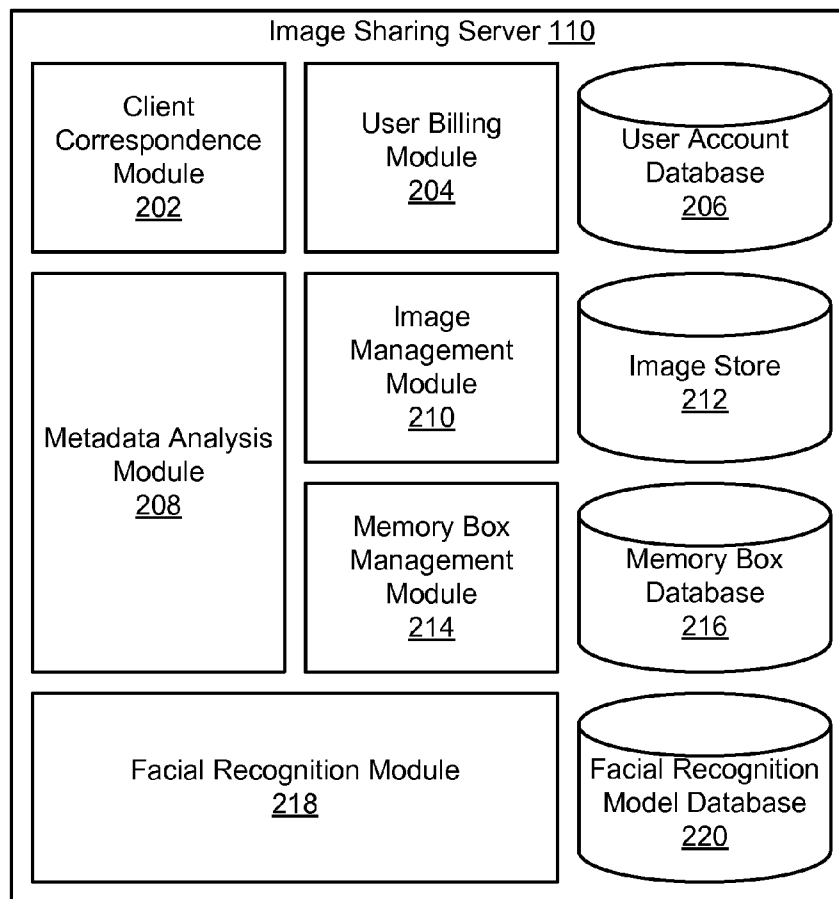 Image Sharing Server 110
Client
Correspondence
Module
202
User Billing
Module
204
User Account
Database
206
Metadata Analysis
Module
208
Image
Management
Module
210
Image Store
212
Memory Box
Management
Module
214
Memory Box
Database
216
Facial Recognition Module
218
Facial Recognition
Model Database
220